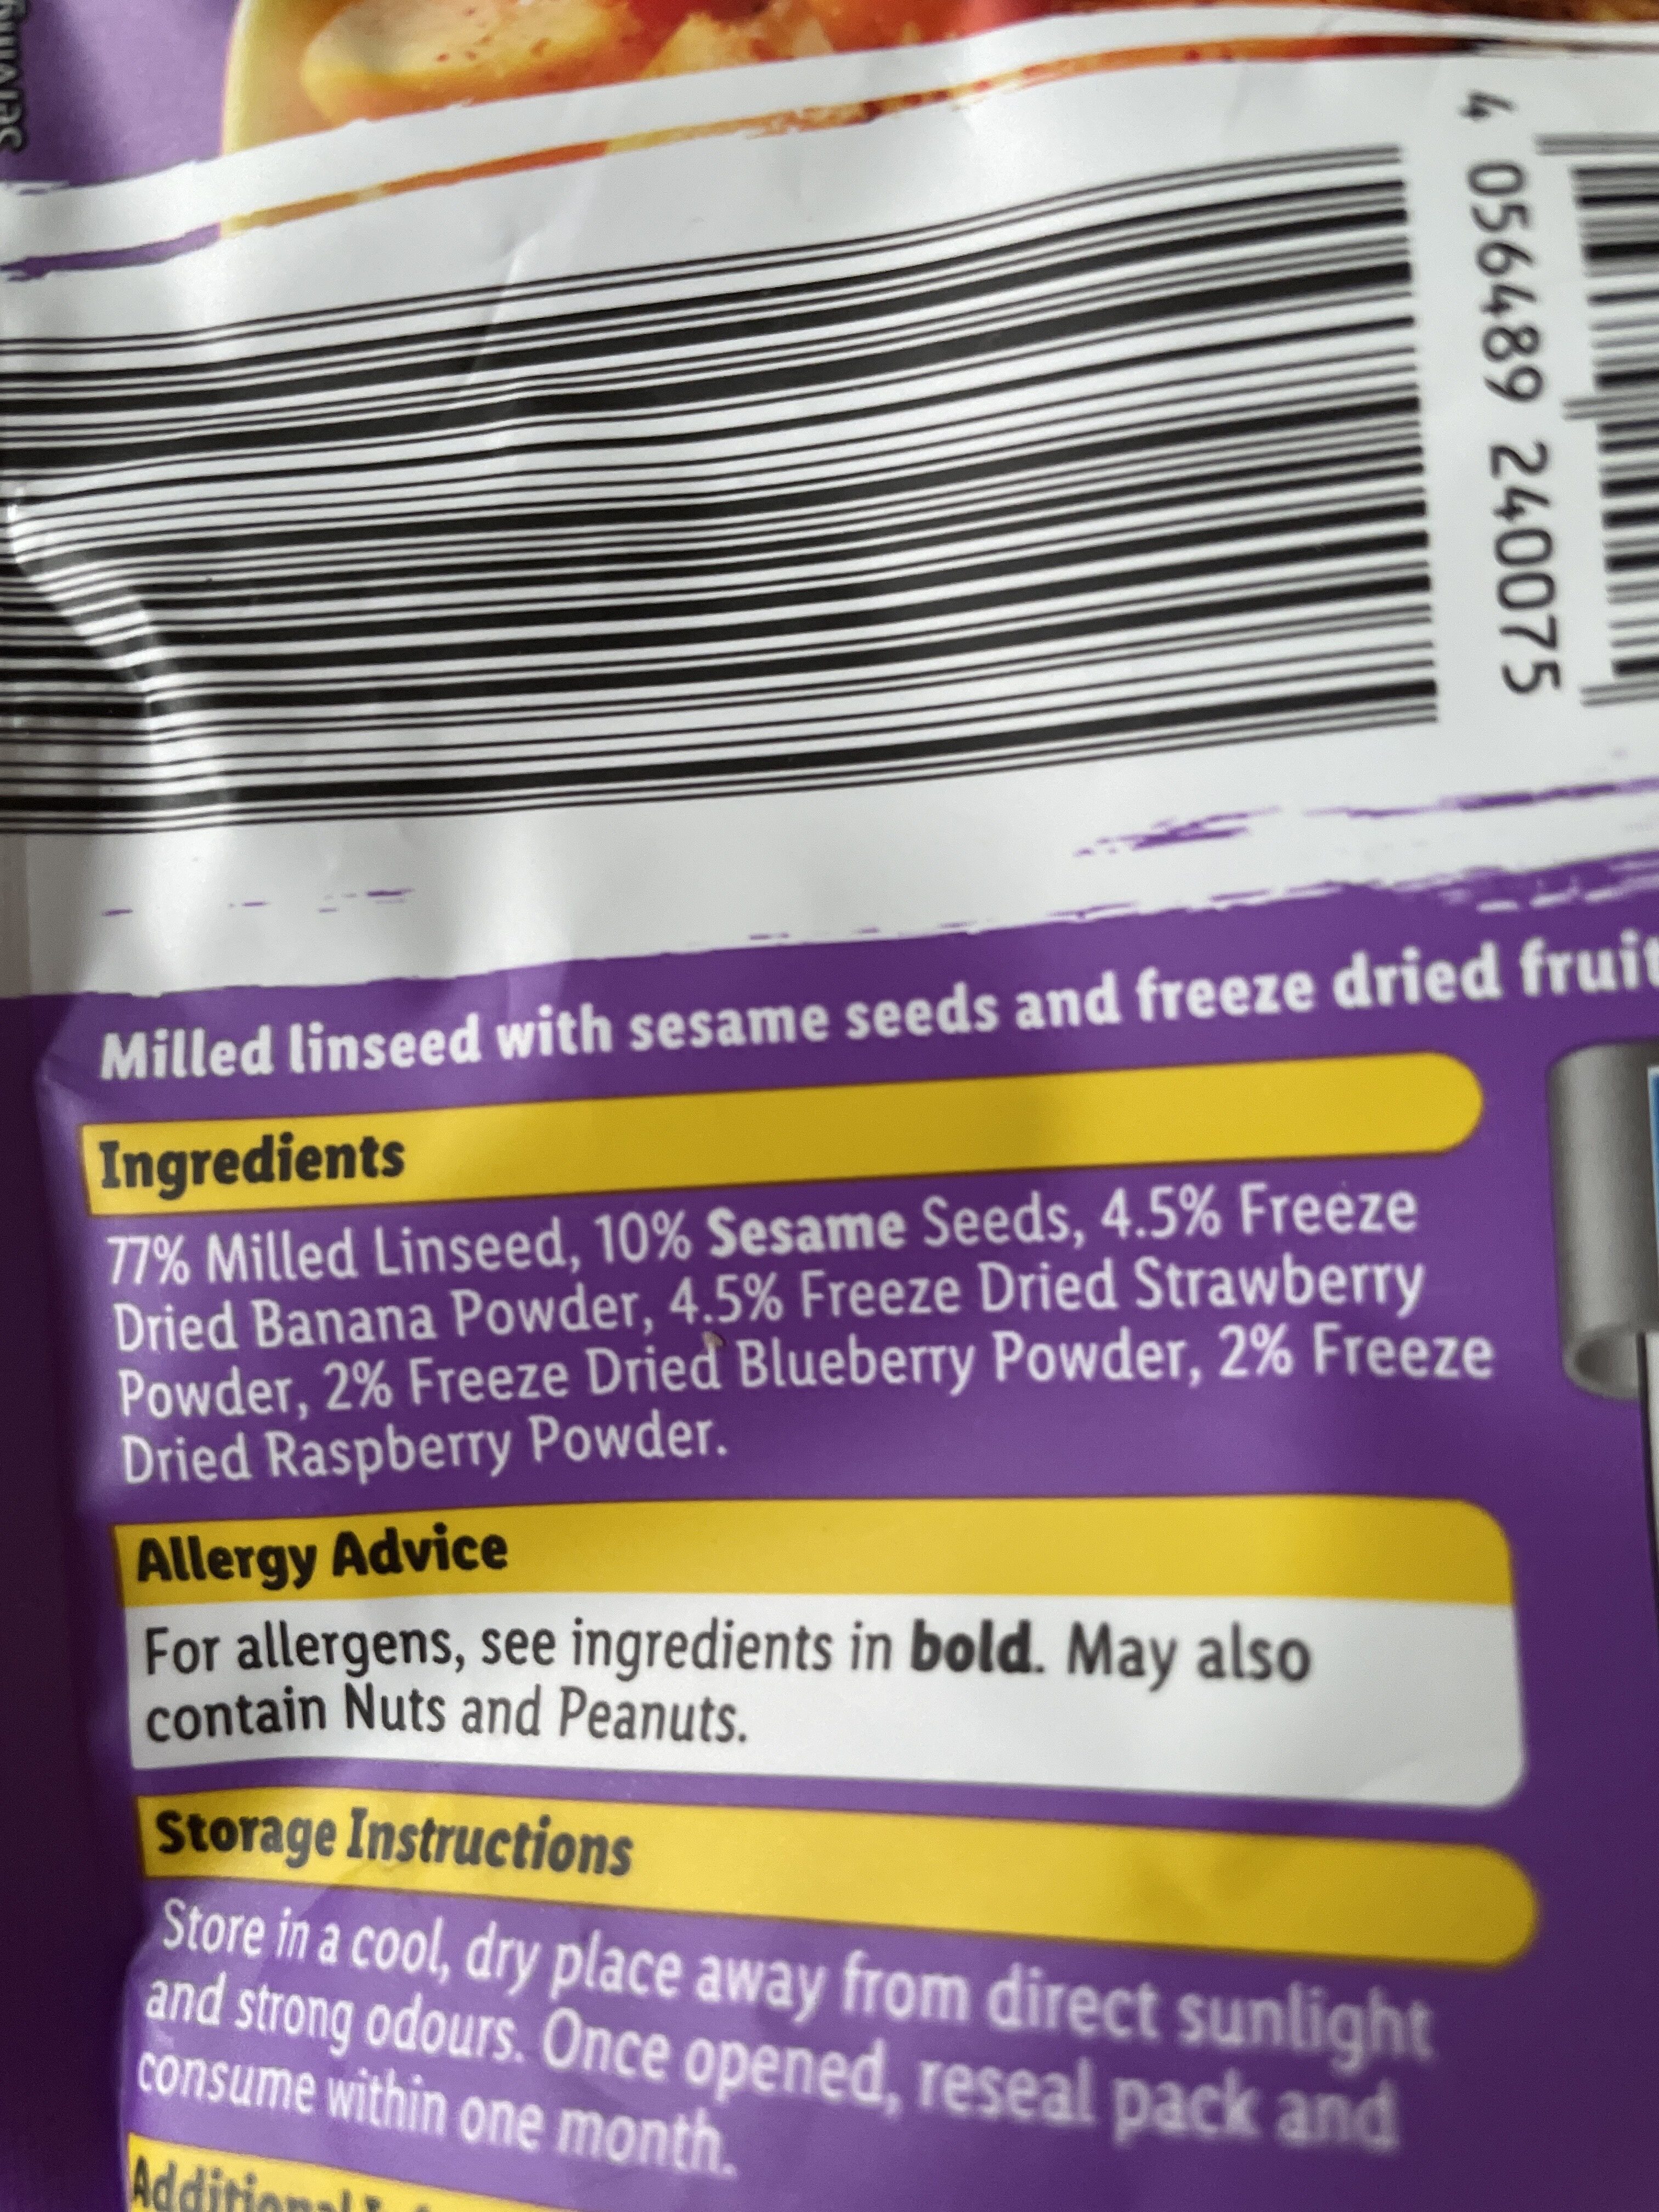 4 056489 240075
Milled linseed with sesame seeds and freeze dried fruit
Ingredients
77% Milled Linseed, 10% Sesame Seeds, 4.5% Freeze
Dried Banana Powder, 4.5% Freeze Dried Strawberry
Powder, 2% Freeze Dried Blueberry Powder, 2% Freeze
Dried Raspberry Powder.
Allergy Advice
For allergens, see ingredients in bold. May also
contain Nuts and Peanuts.
Storage Instructions
Store in a cool, dry place away from direct sunlight
and strong odours. Once opened, reseal pack and
consume within one month.
Additional